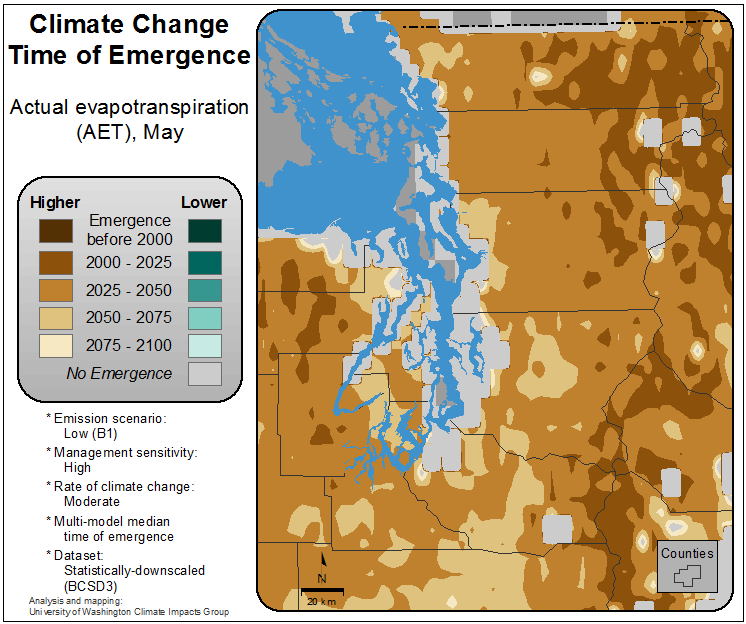 Climate Change
Time of Emergence
Actual evapotranspiration
(AET), May
Higher Lower
Emergence
before 2000
2000 - 2025
2025 - 2050
2050 - 2075
2075 - 2100
No Emergence
* Emission scenario:
Low (B1)
* Management sensitivity:
High
* Rate of climate change:
Moderate
* Multi-model median
time of emergence
* Dataset:
Statistically-downscaled
(BCSD3)
Analysis and mapping:
University of Washington Climate Impacts Group
N
20 km
Counties